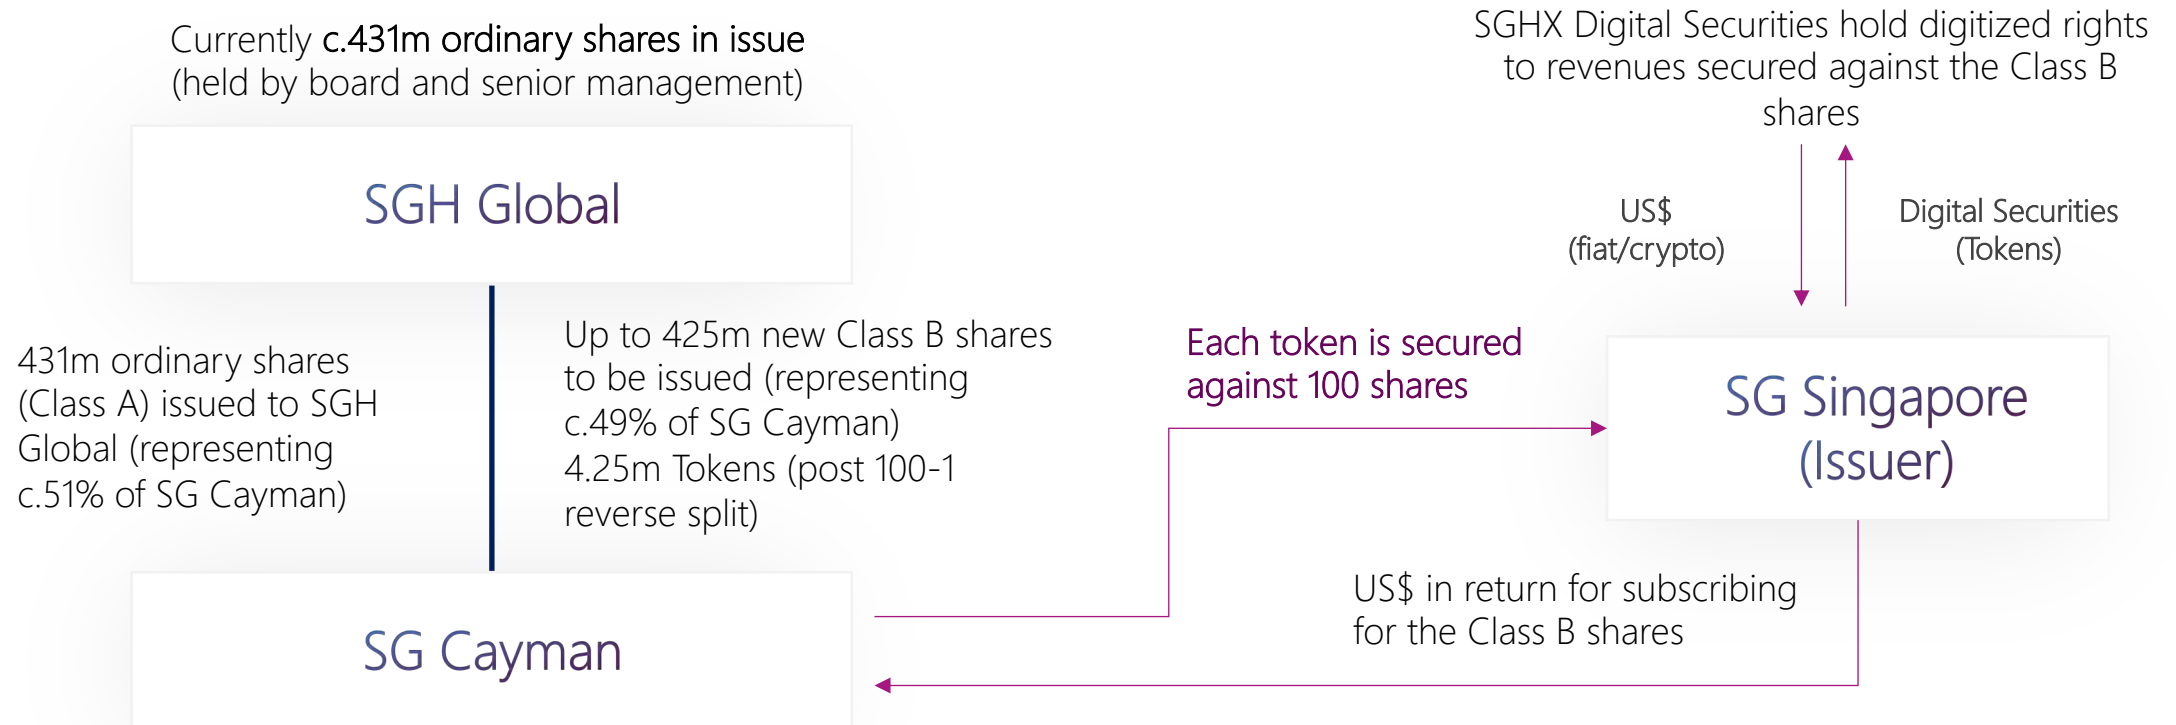 Currently c.431m ordinary shares in issue
(held by board and senior management)
SGH Global
431m ordinary shares
(Class A) issued to SGH
Global (representing
c.51% of SG Cayman)
Up to 425m new Class B shares
to be issued (representing
c.49% of SG Cayman)
4.25m Tokens (post 100-1
reverse split)
SG Cayman
Each token is secured
against 100 shares
SGHX Digital Securities hold digitized rights
to revenues secured against the Class B
shares
US$
(fiat/crypto)
Digital Securities
(Tokens)
SG Singapore
(Issuer)
US$ in return for subscribing
for the Class B shares